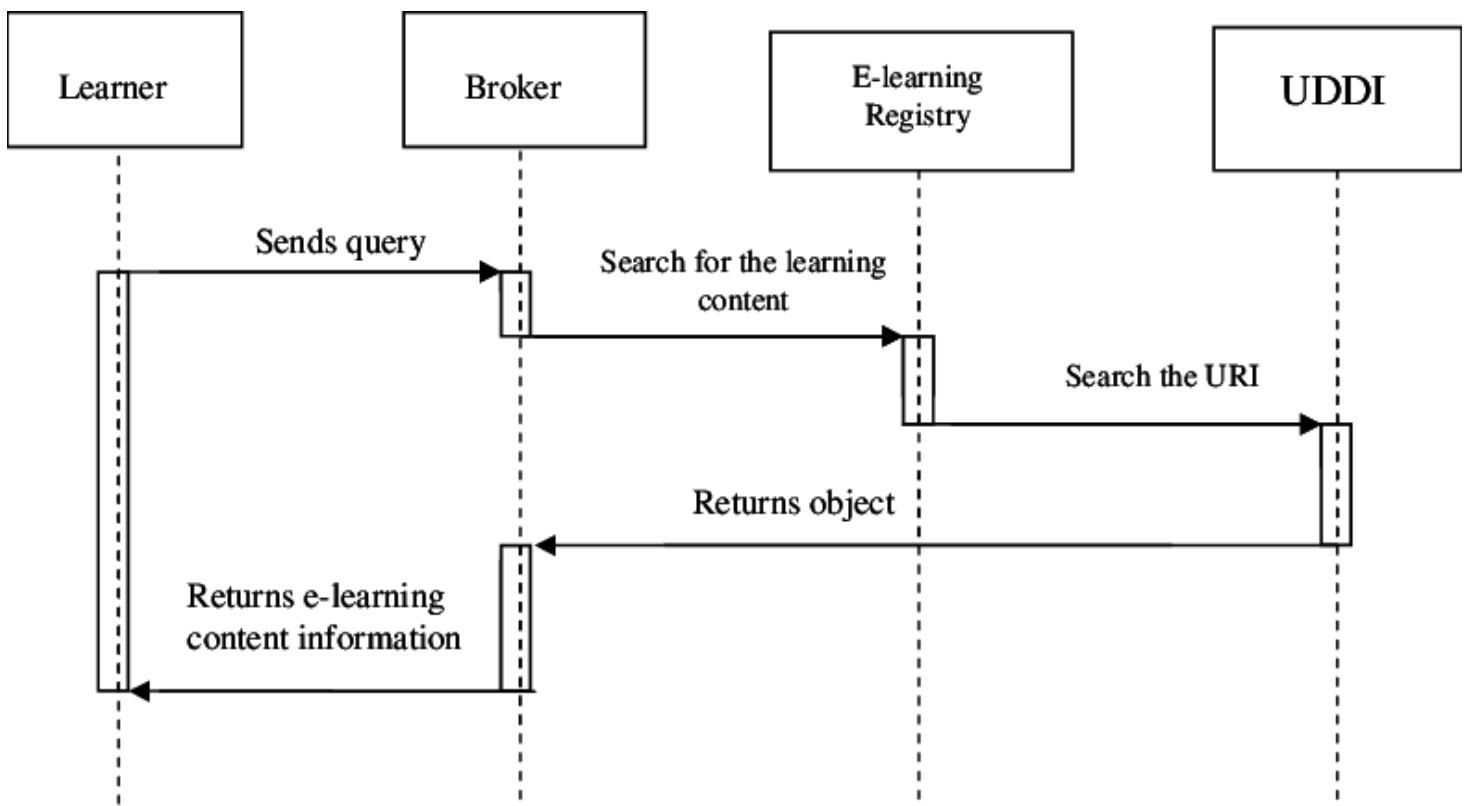 Learner
Broker
E-learning
Registry
UDDI
Sends query
Search for the learning
content
Search the URI
Returns object
Returns e-learning
content information